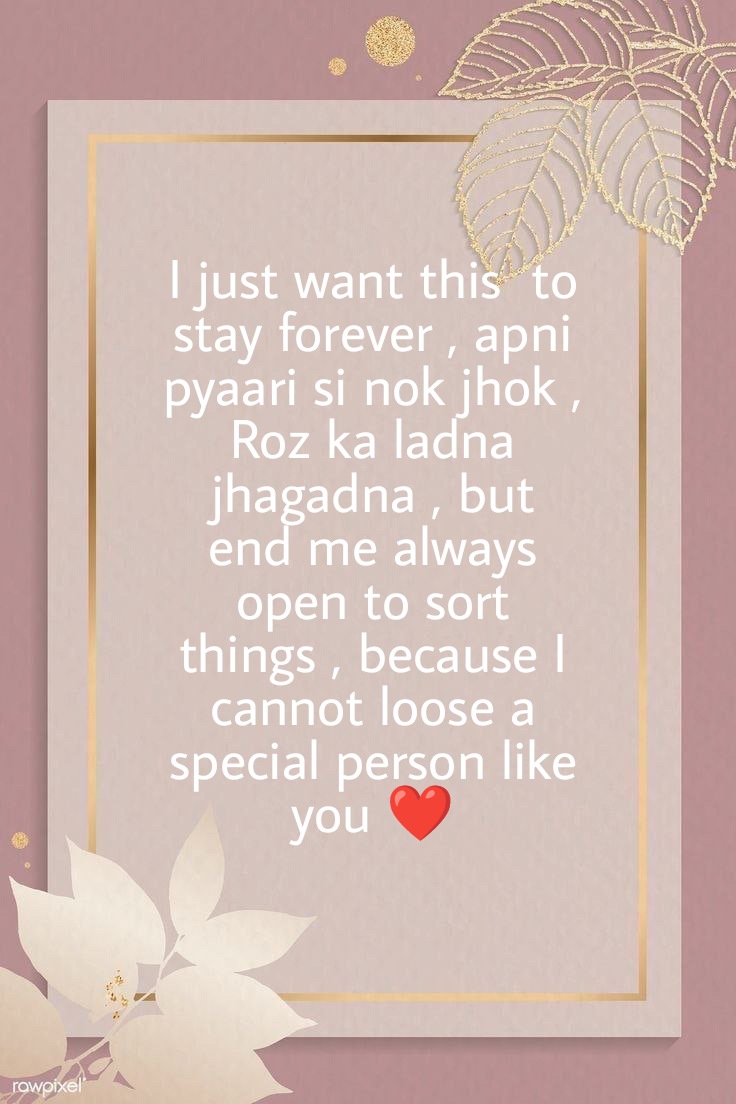 I just want this to
stay forever , apni
pyaari si nok jhok ,
Roz ka ladna
jhagadna , but
end me always
open to sort
things , because I
cannot loose a
special person like
you ❤️
rawpixel